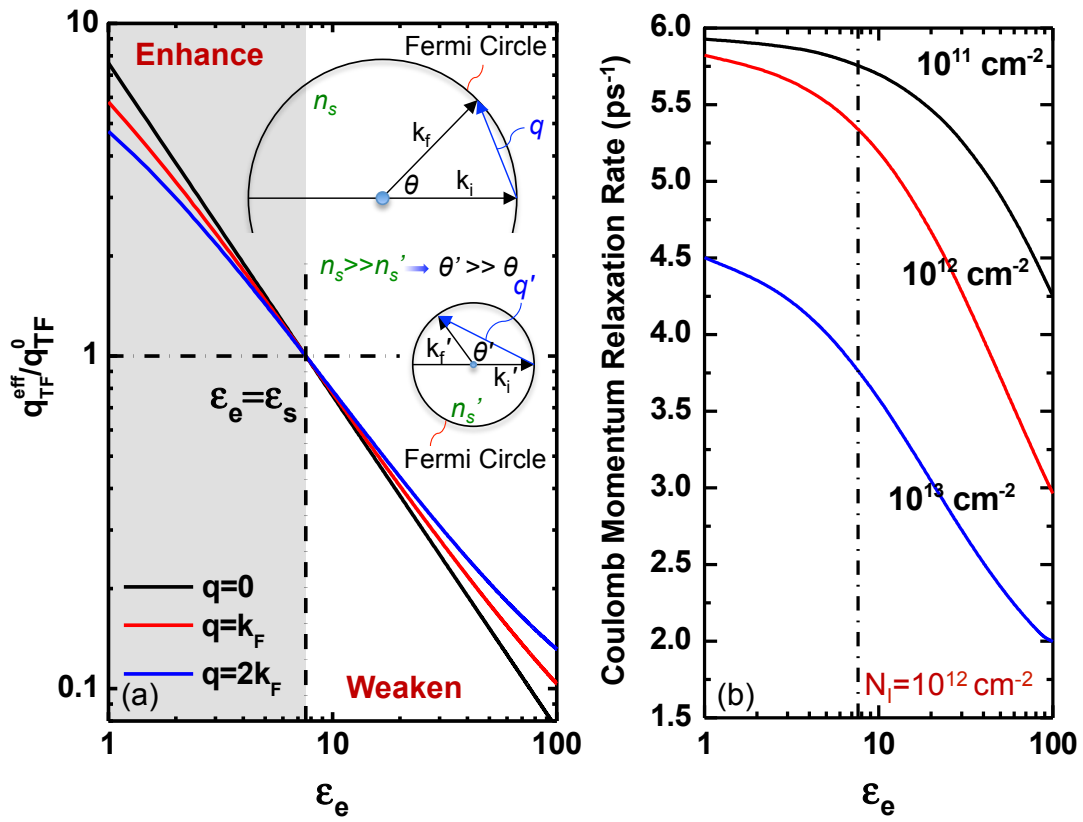 10
1
0.1
q_TF^eff/q_TF^0
Enhance
Fermi Circle
n_s
k_f
q
θ
k_i
n_s>>n_s' ➡ θ' >> θ
q'
k_f'
θ'
k_i'
n_s'
Fermi Circle
ε_e=ε_s
q=0
q=k_F
q=2k_F
(a)
Weaken
1
10
100
ε_e
Coulomb Momentum Relaxation Rate (ps^-1)
6.0
5.5
5.0
4.5
4.0
3.5
3.0
2.5
2.0
1.5
10^11 cm^-2
10^12 cm^-2
10^13 cm^-2
(b)
N_I=10^12 cm^-2
1
10
100
ε_e